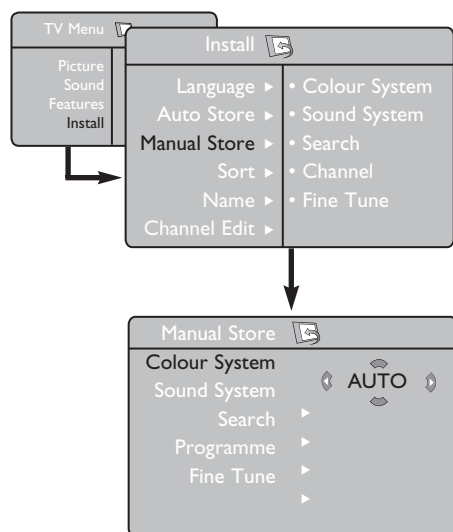 TV Menu
Picture
Sound
Features
Install
Install
Language
• Colour System
Auto Store
• Sound System
Manual Store
• Search
Sort
• Channel
Name
• Fine Tune
Channel Edit
Manual Store
Colour System
AUTO
Sound System
Search
Programme
Fine Tune